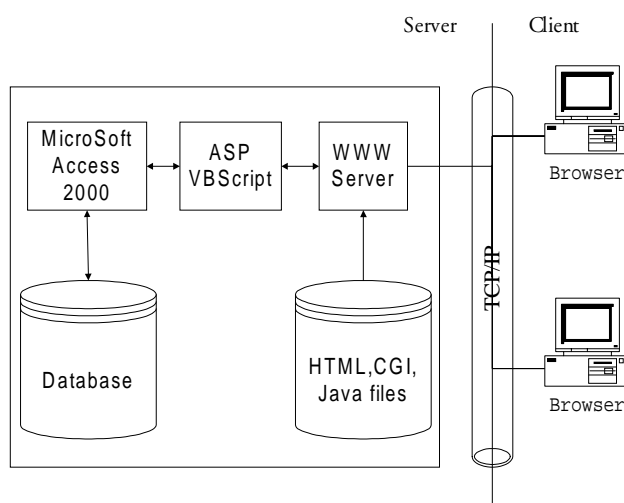 Server
Client
MicroSoft
Access
2000
ASP
VBScript
WWW
Server
Browser
TCP/IP
Database
HTML,CGI,
Java files
Browser